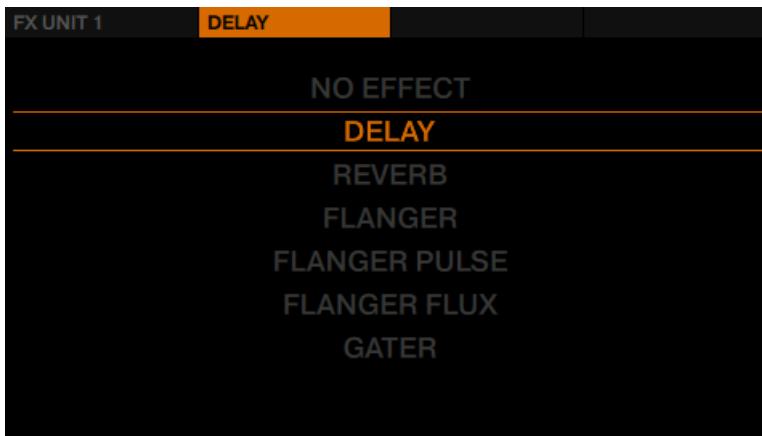 FX UNIT 1 DELAY
NO EFFECT
DELAY
REVERB
FLANGER
FLANGER PULSE
FLANGER FLUX
GATER